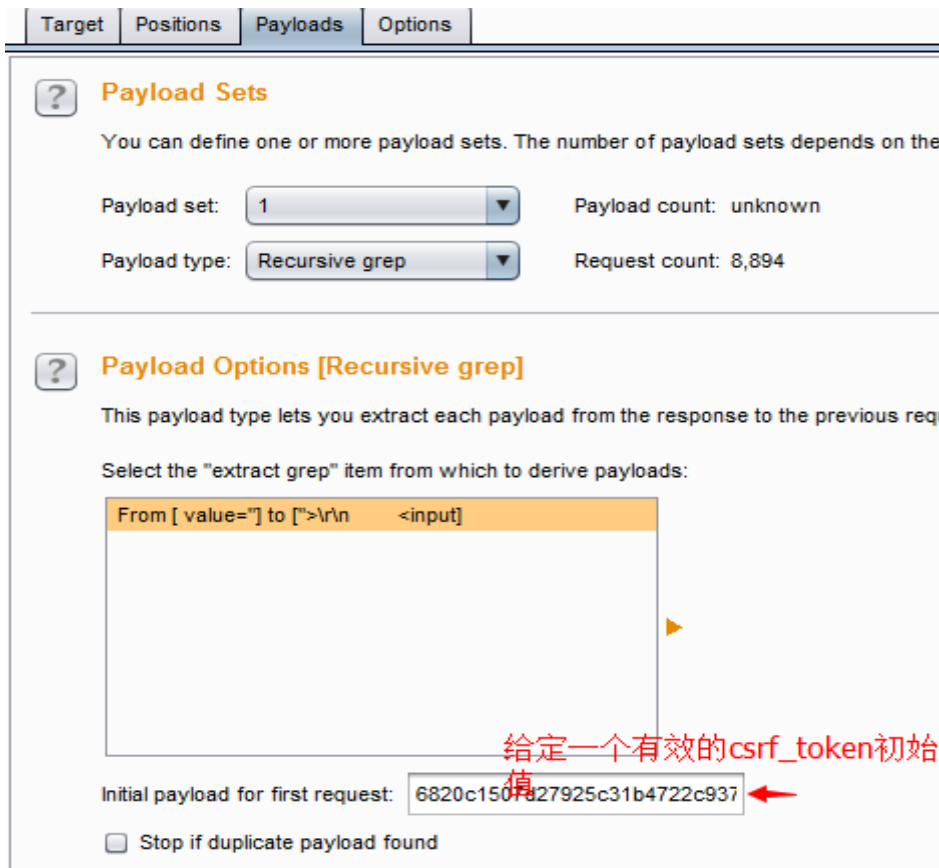 Target Positions Payloads Options
? Payload Sets
You can define one or more payload sets. The number of payload sets depends on the
Payload set: 1 Payload count: unknown
Payload type: Recursive grep Request count: 8,894
? Payload Options [Recursive grep]
This payload type lets you extract each payload from the response to the previous req
Select the "extract grep" item from which to derive payloads:
From [ value="] to [">\r\n <input]
给定一个有效的csrf_token初始
值
Initial payload for first request: 6820c1507d27925c31b4722c937
Stop if duplicate payload found